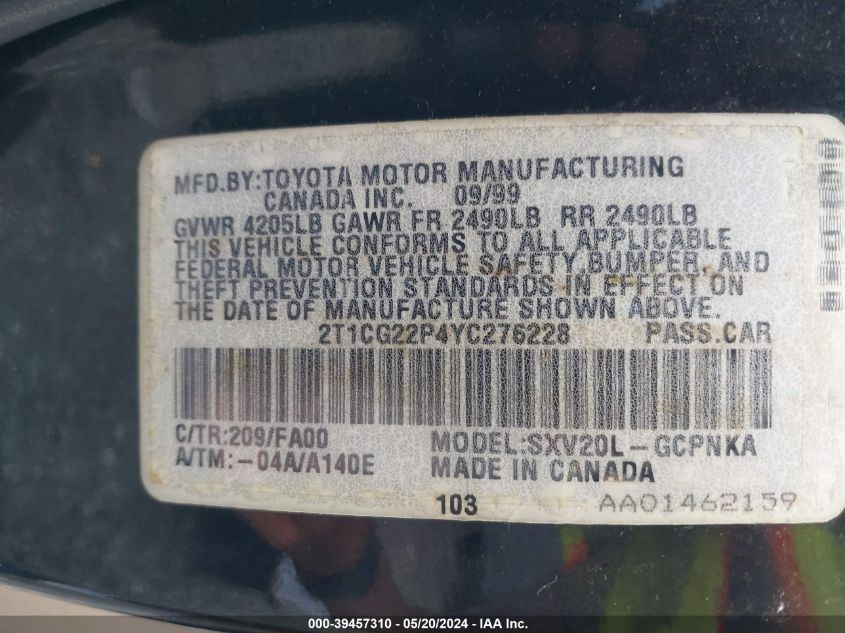 MFD.BY:TOYOTA MOTOR MANUFACTURING
CANADA INC. 09/99
GVWR 4205LB GAWR FR 2490LB RR 2490LB
THIS VEHICLE CONFORMS TO ALL APPLICABLE
FEDERAL MOTOR VEHICLE SAFETY,BUMPER, AND
THEFT PREVENTION STANDARDS IN EFFECT ON
THE DATE OF MANUFACTURE SHOWN ABOVE.
2T1CG22P4YC276228 PASS.CAR
C/TR:209/FA00 MODEL:SXV20L-GCPNKA
A/TM:-04A/A140E MADE IN CANADA
103 AA01462159
000-39457310 / 05/20/2024 - IAA Inc.